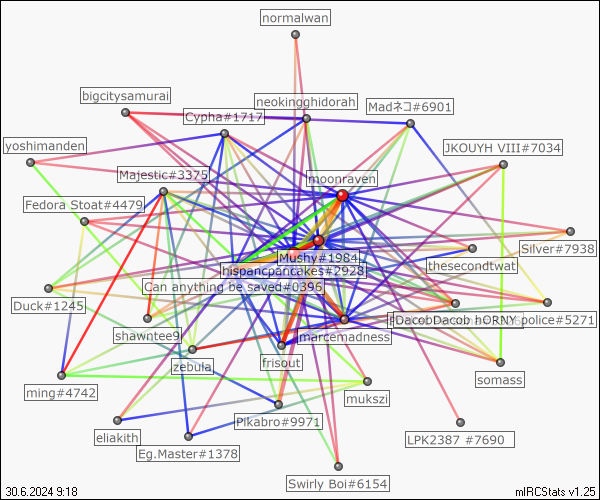 normalwan
bigcitysamurai
neokingghidorah
Madネコ#6901
Cypha#1717
yoshimanden
JKOUYH VIII#7034
Majestic#3375
moonraven
Fedora Stoat#4479
Silver#7938
Mushy#1984
thesecondtwat
hispancpancakes#2928
Can anything be saved#0396
Duck#1245
Dacob Dacob hORNY police#5271
shawntee9
marcemadness
zebula
frisout
somass
ming#4742
mukszi
Pikabro#9971
eliakith
LPK2387 #7690
Eg.Master#1378
Swirly Boi#6154
30.6.2024 9:18
mIRCStats v1.25